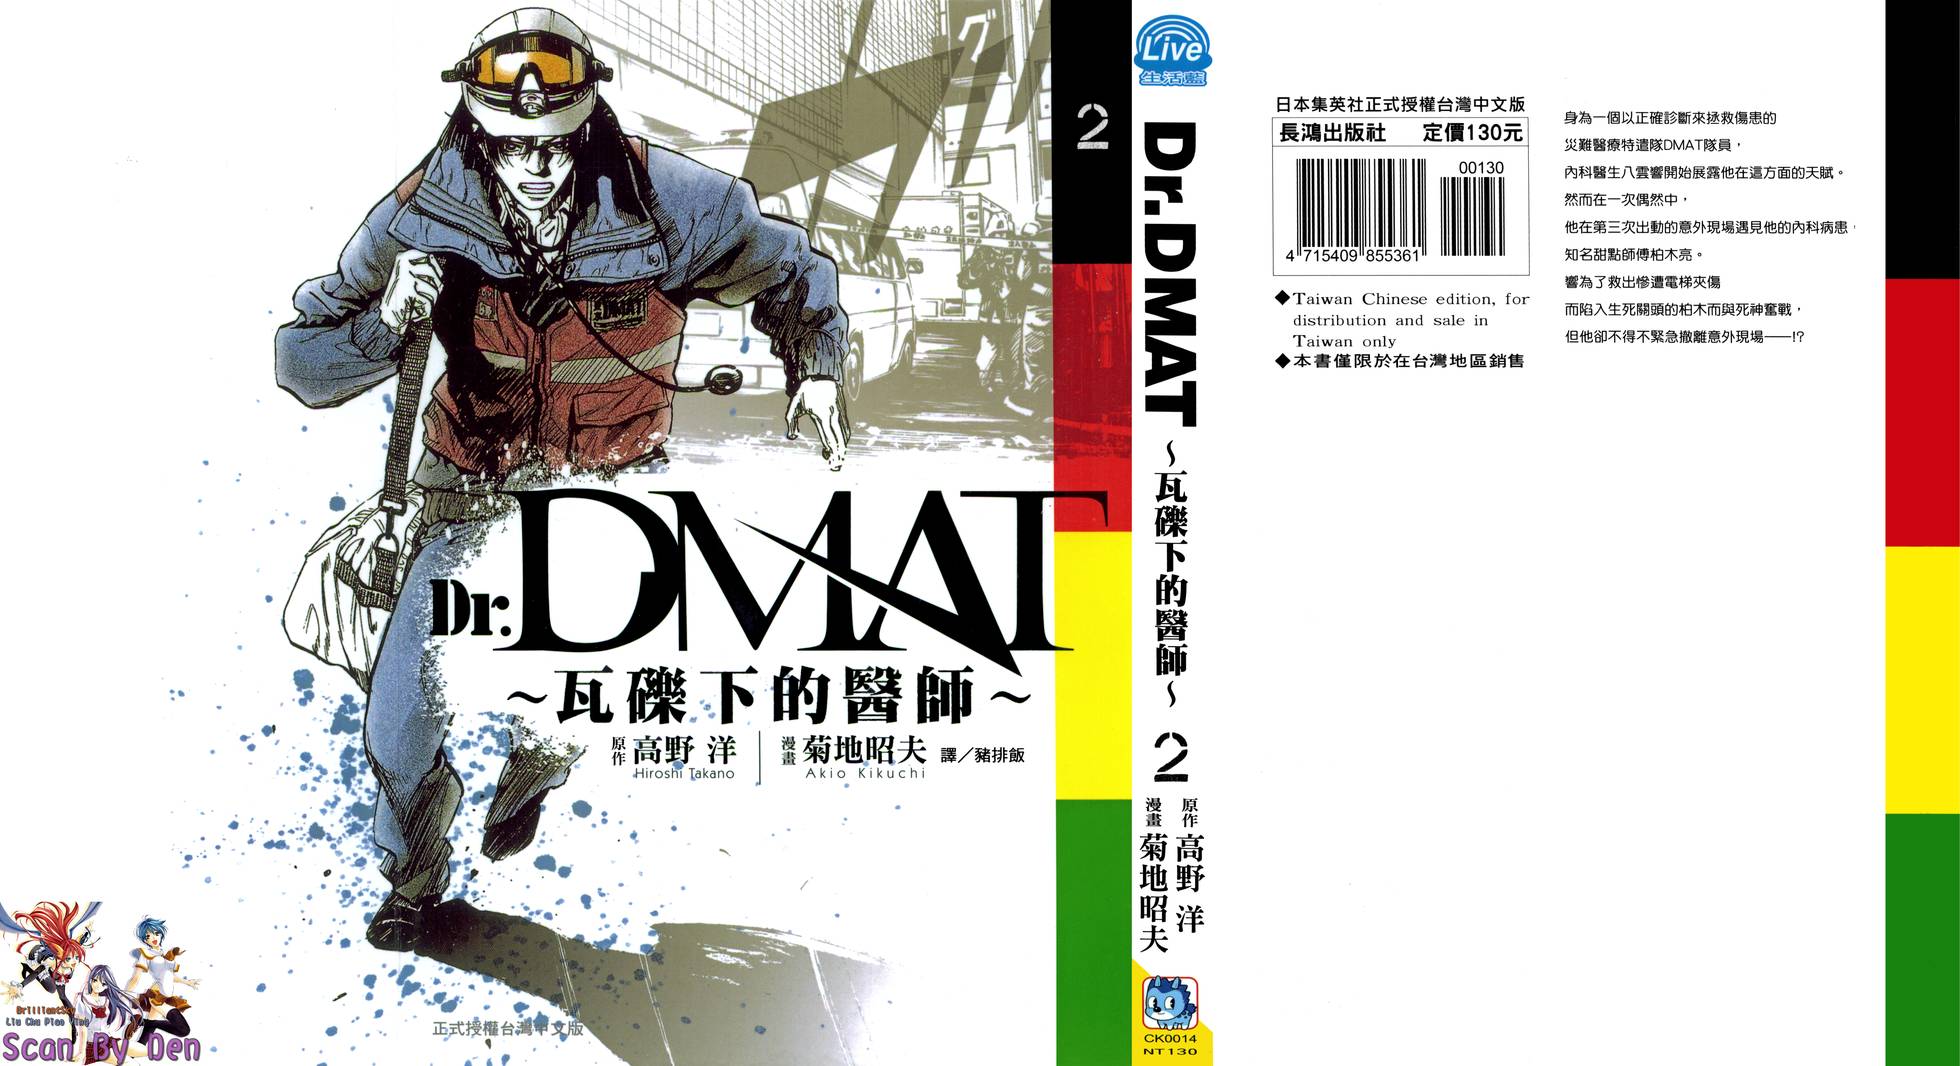 2
Dr.DMAT
~瓦礫下的醫師~
原作 高野 洋
Hiroshi Takano
漫畫 菊地昭夫
Akio Kikuchi
譯／豬排飯
正式授權台灣中文版
BrilliantSky
Liu Chu Piao Ying
Scan By Den
Live
生活藍
Dr.DMAT
~瓦礫下的醫師~
2
原作 高野 洋
漫畫 菊地昭夫
CK0014
NT130
日本集英社正式授權台灣中文版
長鴻出版社 定價130元
00130
4 715409 855361
◆Taiwan Chinese edition, for
distribution and sale in
Taiwan only
◆本書僅限於在台灣地區銷售
身為一個以正確診斷來拯救傷患的
災難醫療特遣隊DMAT隊員，
內科醫生八雲響開始展露他在這方面的天賦。
然而在一次偶然中，
他在第三次出動的意外現場遇見他的內科病患，
知名甜點師傅柏木亮。
響為了救出慘遭電梯夾傷
而陷入生死關頭的柏木而與死神奮戰，
但他卻不得不緊急撤離意外現場——!?